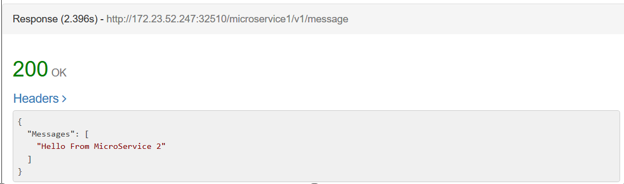 Response (2.396s) - http://172.23.52.247:32510/microservice1/v1/message
200 OK
Headers >
{
  "Messages": [
    "Hello From MicroService 2"
  ]
}